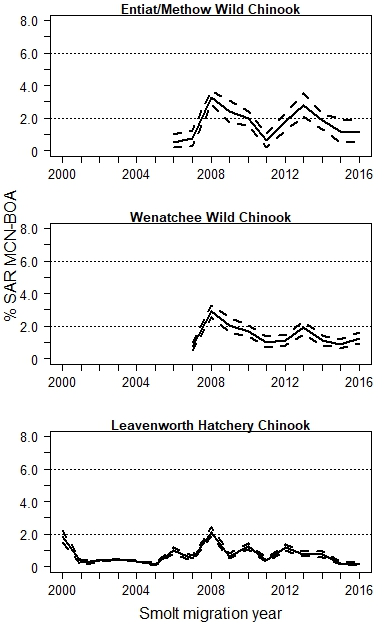 Entiat/Methow Wild Chinook
8.0
6.0
4.0
2.0
0
2000 2004 2008 2012 2016
Wenatchee Wild Chinook
% SAR MCN-BOA
8.0
6.0
4.0
2.0
0
2000 2004 2008 2012 2016
Leavenworth Hatchery Chinook
8.0
6.0
4.0
2.0
0
2000 2004 2008 2012 2016
Smolt migration year